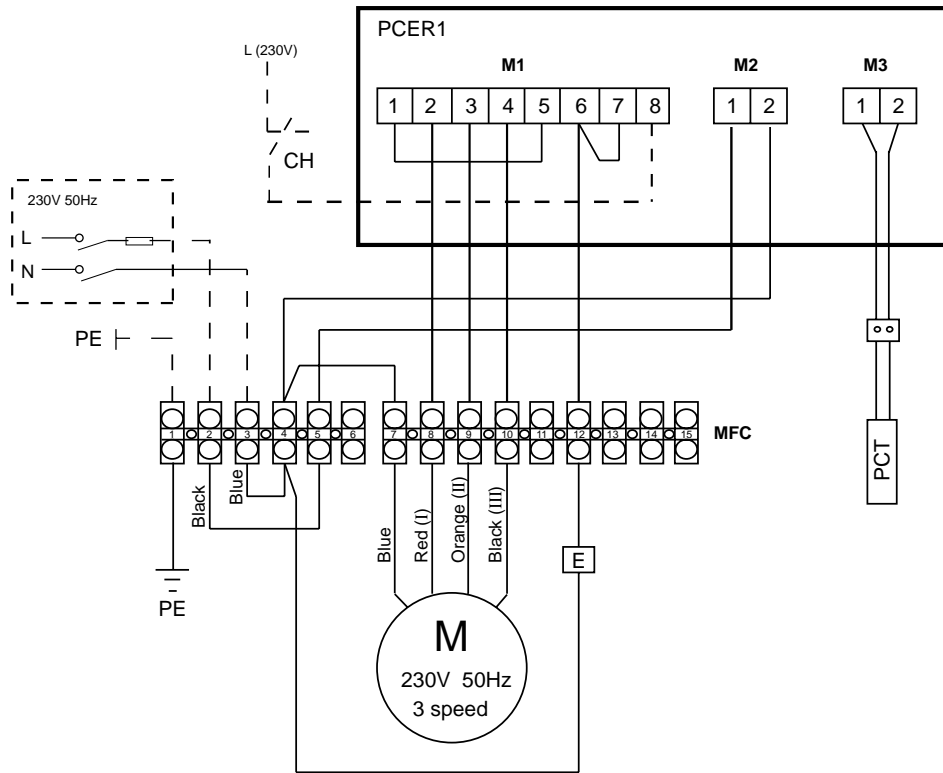 PCER1
L (230V)
M1 M2 M3
1 2 3 4 5 6 7 8
1 2
1 2
CH
230V 50Hz
L
N
PE
1 2 3 4 5 6 7 8 9 10 11 12 13 14 15
MFC
Black
Blue
Blue
Red (I)
Orange (II)
Black (III)
E
PCT
PE
M
230V 50Hz
3 speed